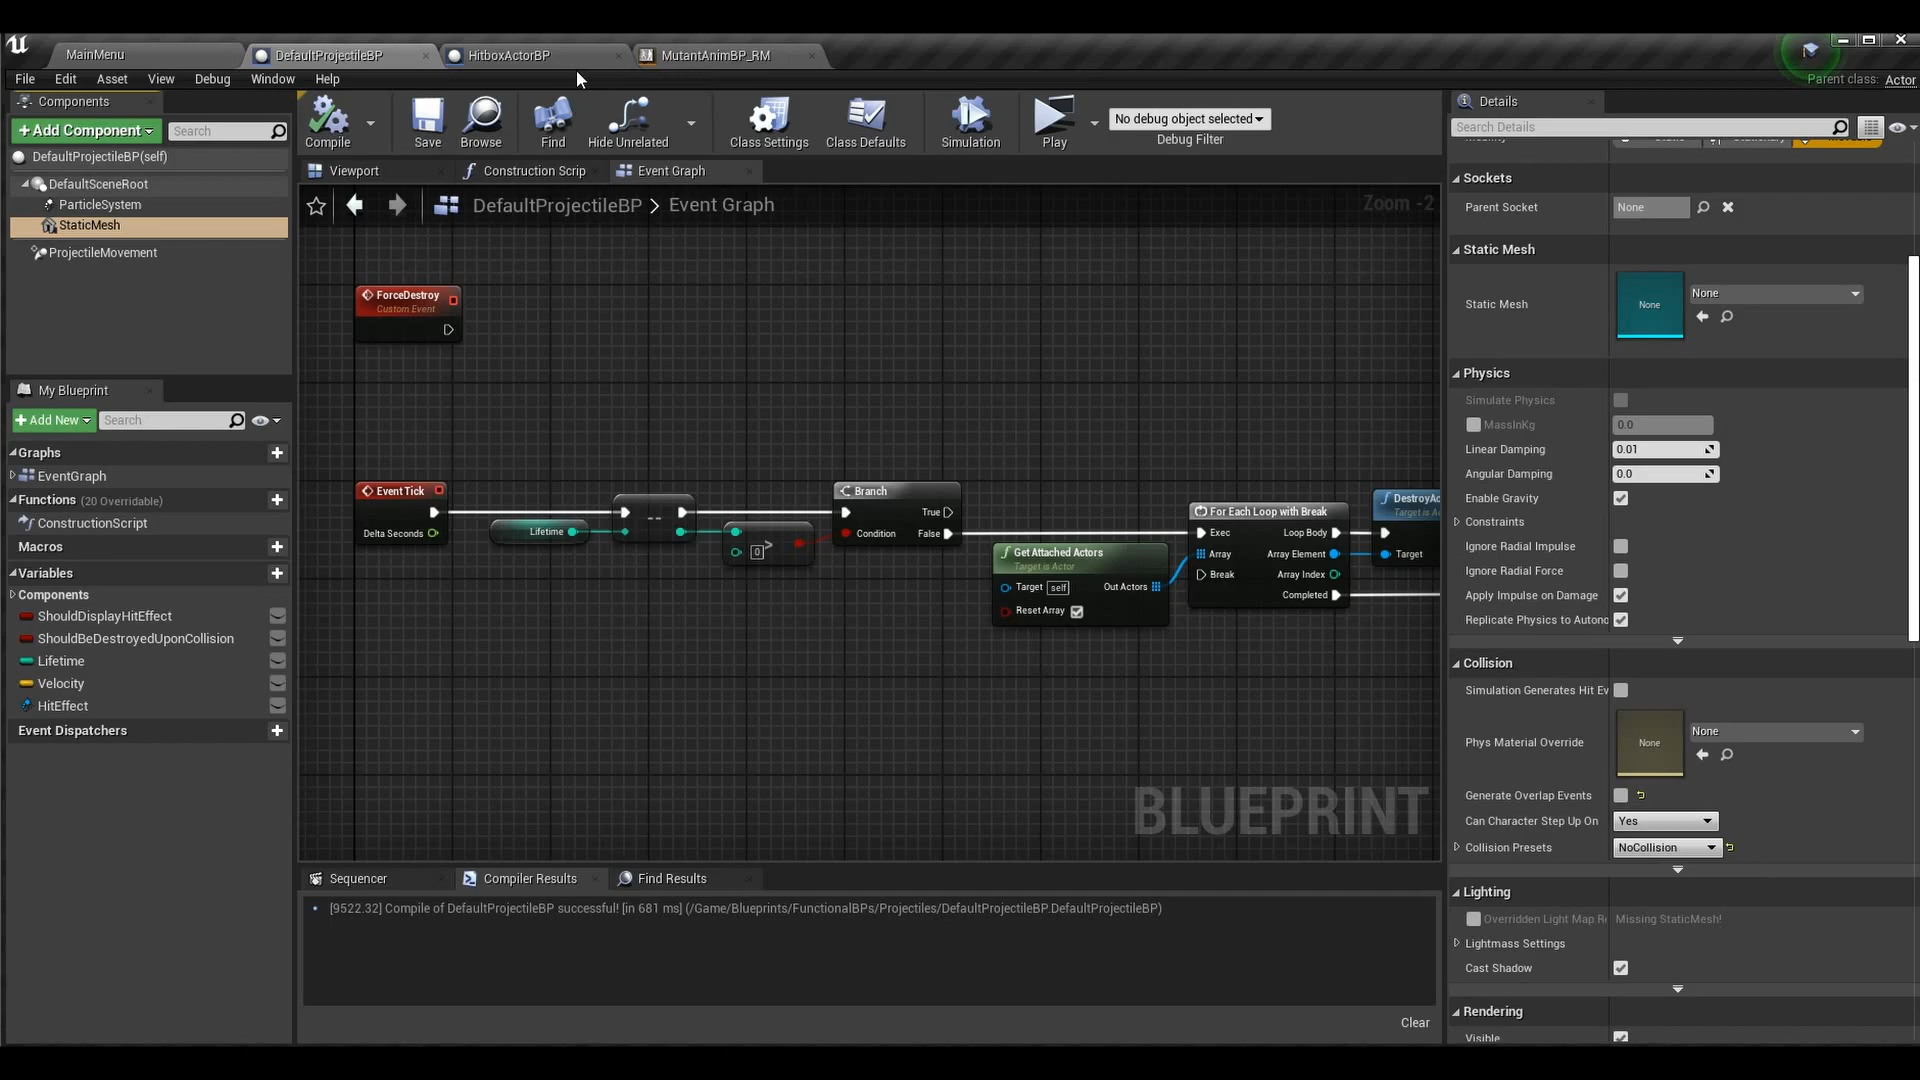 MainMenu
DefaultProjectileBP
HitboxActorBP
MutantAnimBP_RM
File
Edit
Asset
View
Debug
Window
Help
Parent class: Actor
Components
+Add Component
Search
DefaultProjectileBP(self)
DefaultSceneRoot
ParticleSystem
StaticMesh
ProjectileMovement
Compile
Save
Browse
Find
Hide Unrelated
Class Settings
Class Defaults
Simulation
Play
No debug object selected
Debug Filter
Viewport
Construction Scrip
Event Graph
DefaultProjectileBP > Event Graph
Zoom -2
ForceDestroy
Custom Event
Event Tick
Delta Seconds
Lifetime
--
0
>
Branch
True
Condition
False
Get Attached Actors
Target is Actor
Target self
Out Actors
Reset Array
For Each Loop with Break
Exec
Loop Body
Array
Array Element
Break
Array Index
Completed
DestroyAc
Target is A
Target
BLUEPRINT
My Blueprint
+Add New
Search
Graphs
EventGraph
Functions (20 Overridable)
ConstructionScript
Macros
Variables
Components
ShouldDisplayHitEffect
ShouldBeDestroyedUponCollision
Lifetime
Velocity
HitEffect
Event Dispatchers
Sequencer
Compiler Results
Find Results
[9522.32] Compile of DefaultProjectileBP successful! [in 681 ms] (/Game/Blueprints/FunctionalBPs/Projectiles/DefaultProjectileBP.DefaultProjectileBP)
Clear
Details
Search Details
Sockets
Parent Socket
None
Static Mesh
Static Mesh
None
None
Physics
Simulate Physics
MassInKg
0.0
Linear Damping
0.01
Angular Damping
0.0
Enable Gravity
Constraints
Ignore Radial Impulse
Ignore Radial Force
Apply Impulse on Damage
Replicate Physics to Autono
Collision
Simulation Generates Hit Ev
Phys Material Override
None
None
Generate Overlap Events
Can Character Step Up On
Yes
Collision Presets
NoCollision
Lighting
Overridden Light Map Re
Missing StaticMesh!
Lightmass Settings
Cast Shadow
Rendering
Visible